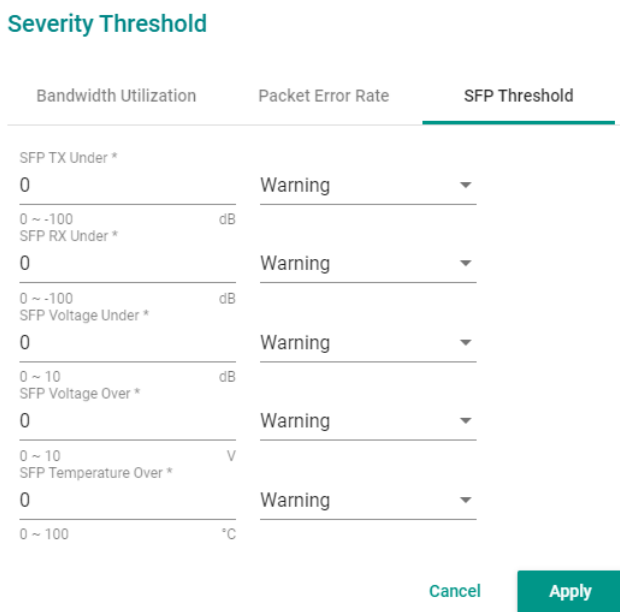 Severity Threshold
Bandwidth Utilization Packet Error Rate SFP Threshold
SFP TX Under *
0 Warning
0 ~ -100 dB
SFP RX Under *
0 Warning
0 ~ -100 dB
SFP Voltage Under *
0 Warning
0 ~ 10 dB
SFP Voltage Over *
0 Warning
0 ~ 10 V
SFP Temperature Over *
0 Warning
0 ~ 100 °C
Cancel Apply